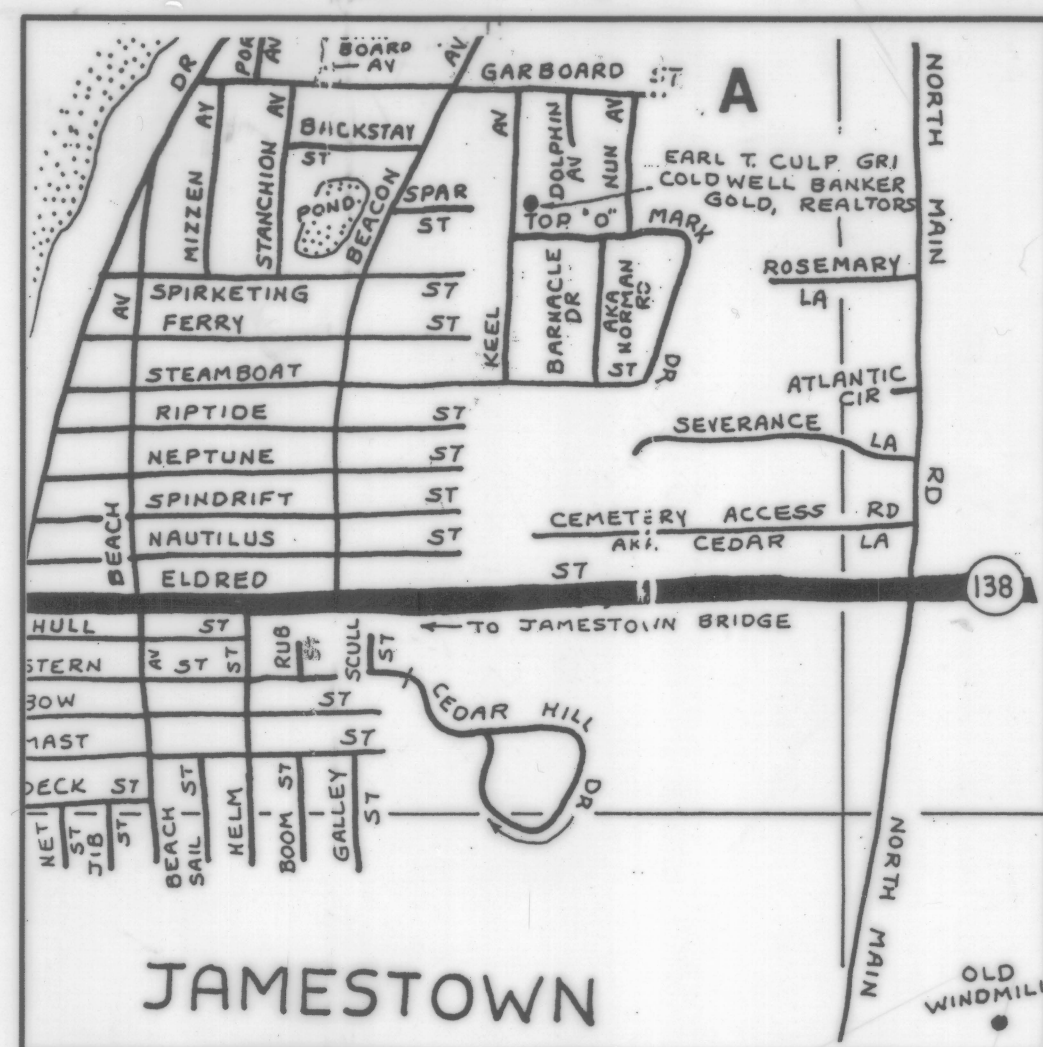 DR
POR
AV
BOARD
AV
AV
GARBOARD ST
A
NORTH MAIN RD
MIZZEN AV
STANCHION AV
BACKSTAY
ST
POND
BEACON
SPAR
ST
AV
DOLPHIN
AV
NUN AV
EARL T. CULP GRI
COLDWELL BANKER
GOLD, REALTORS
TOP "O" MARK DR
ROSEMARY
LA
AV
SPIRKETING ST
FERRY ST
KEEL
BARNACLE
DR
AKA
NORMAN
RD
STEAMBOAT ST
ATLANTIC
CIR
RIPTIDE ST
SEVERANCE LA
NEPTUNE ST
SPINDRIFT ST
CEMETERY ACCESS RD
AKA CEDAR LA
NAUTILUS ST
BEACH
ELDRED ST
138
HULL ST
TO JAMESTOWN BRIDGE
STERN ST
AV
ST
RUB
ST
SCULL
ST
BOW ST
CEDAR HILL DR
MAST ST
DECK ST
NET
ST
JIB
ST
BEACH
SAIL ST
HELM
BOOM ST
GALLEY
ST
NORTH MAIN
JAMESTOWN
OLD
WINDMILL